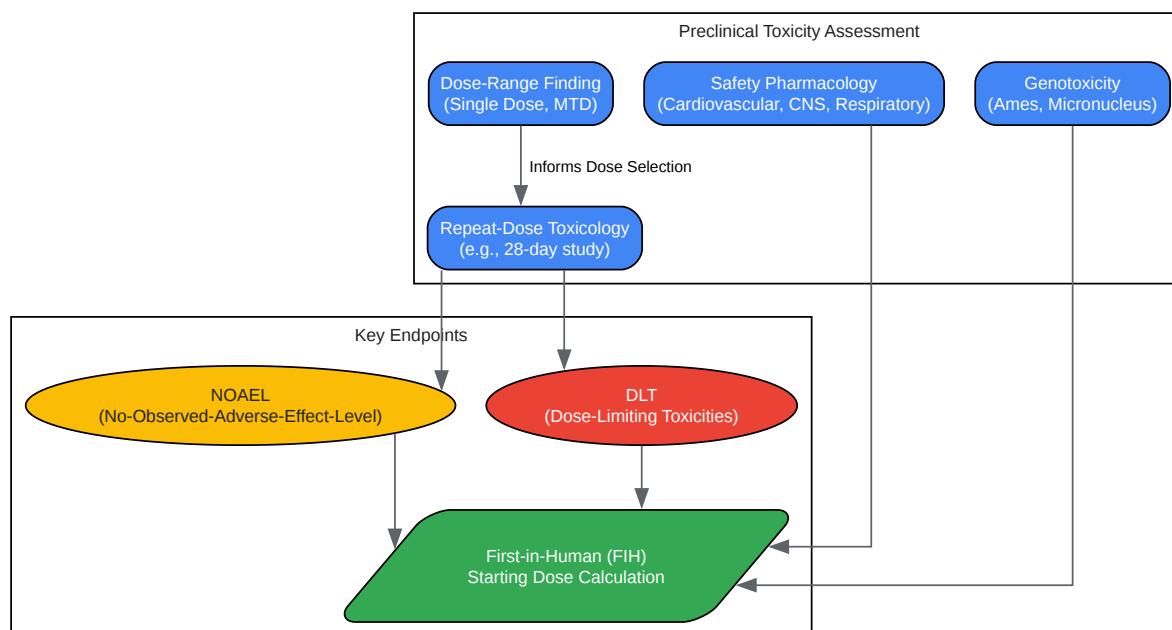 Preclinical Toxicity Assessment
Dose-Range Finding
(Single Dose, MTD)
Safety Pharmacology
(Cardiovascular, CNS, Respiratory)
Genotoxicity
(Ames, Micronucleus)
Informs Dose Selection
Repeat-Dose Toxicology
(e.g., 28-day study)
Key Endpoints
NOAEL
(No-Observed-Adverse-Effect-Level)
DLT
(Dose-Limiting Toxicities)
First-in-Human (FIH)
Starting Dose Calculation